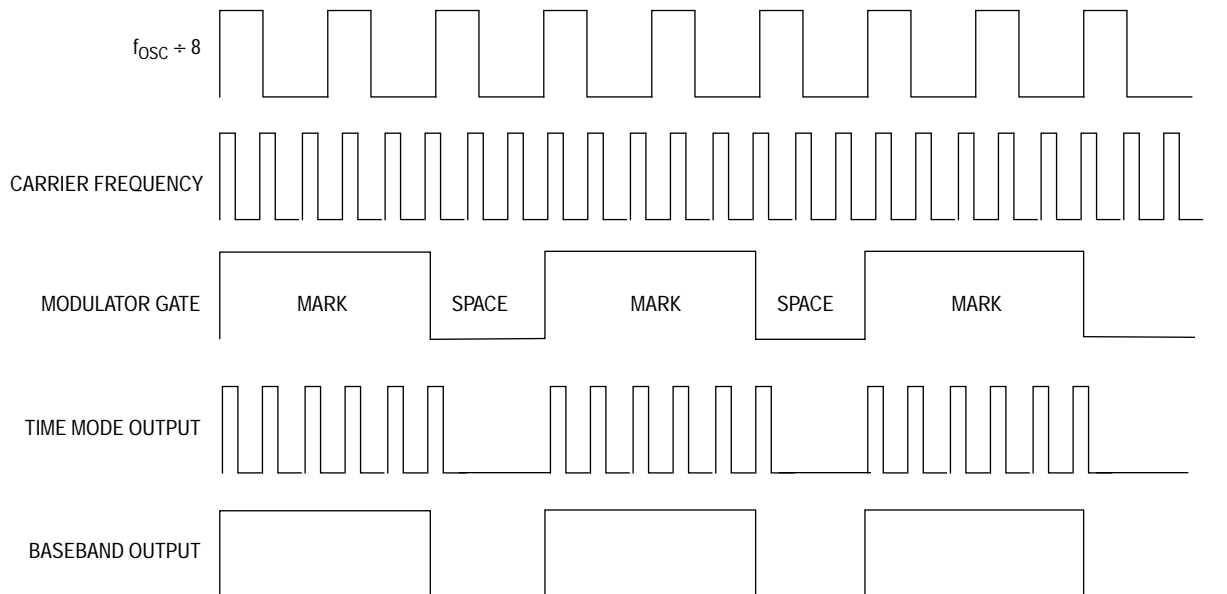 fOSC ÷ 8
CARRIER FREQUENCY
MODULATOR GATE
MARK
SPACE
MARK
SPACE
MARK
TIME MODE OUTPUT
BASEBAND OUTPUT